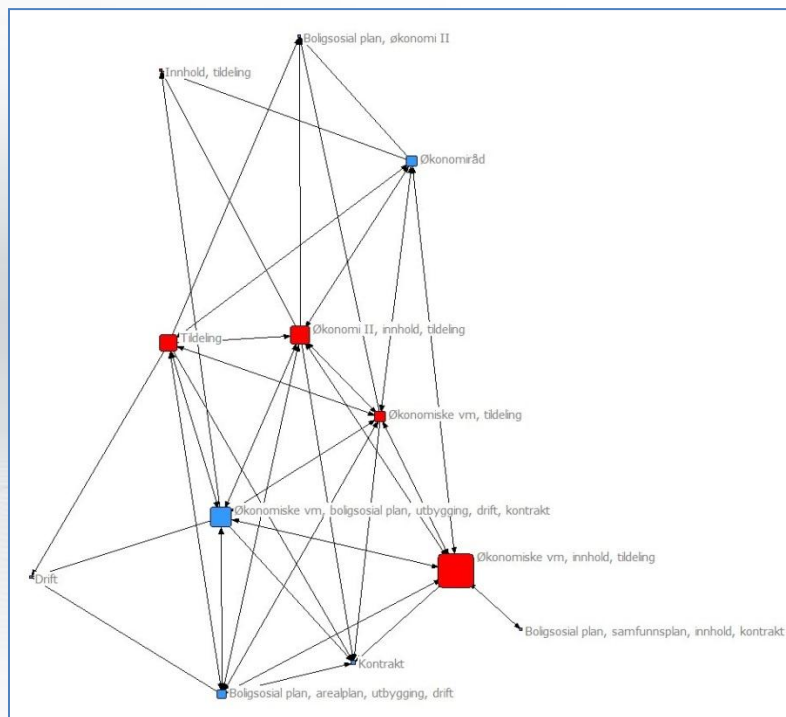 Boligsosial plan, økonomi II
Innhold, tildeling
Økonomiråd
Økonomi II, innhold, tildeling
Tildeling
Økonomiske vm, tildeling
Økonomiske vm, boligsosial plan, utbygging, drift, kontrakt
Økonomiske vm, innhold, tildeling
Drift
Boligsosial plan, samfunnsplan, innhold, kontrakt
Kontrakt
Boligsosial plan, arealplan, utbygging, drift